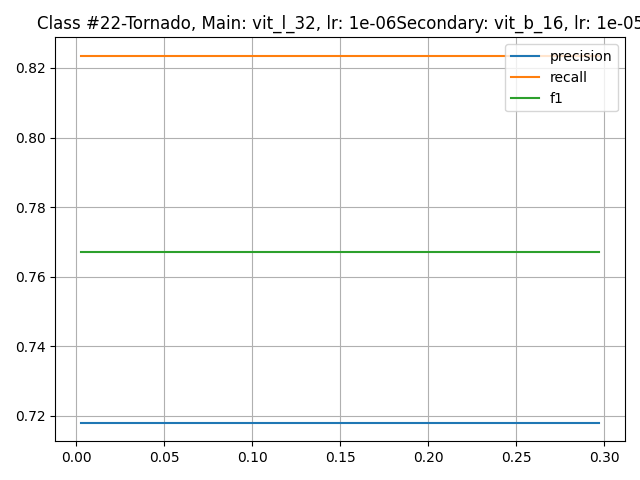 Class #22-Tornado, Main: vit_l_32, lr: 1e-06Secondary: vit_b_16, lr: 1e-05
precision
recall
f1
0.82
0.80
0.78
0.76
0.74
0.72
0.00 0.05 0.10 0.15 0.20 0.25 0.30